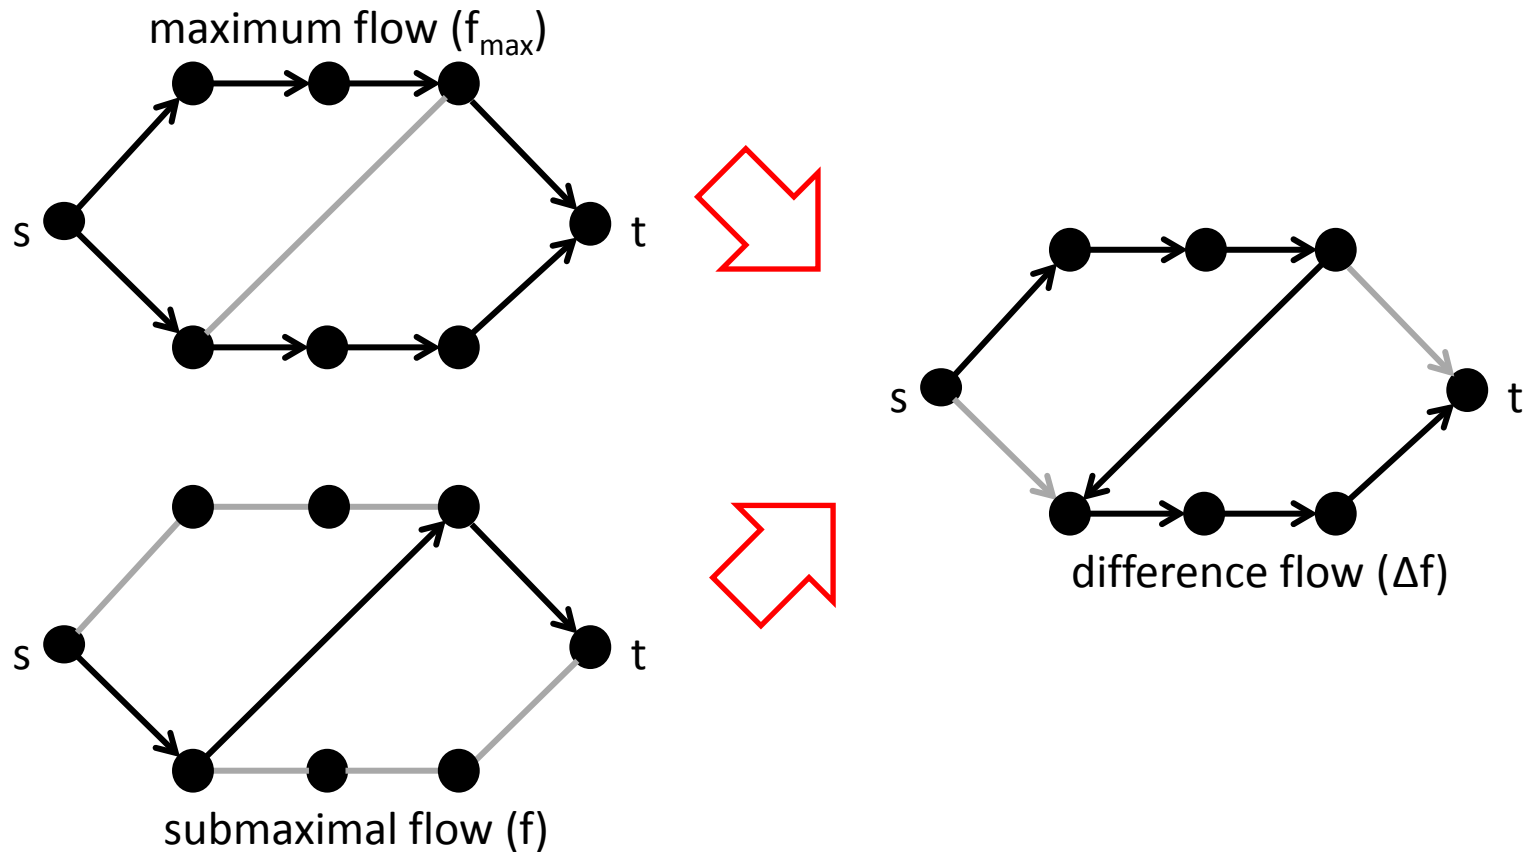 maximum flow (fmax)
s
t
s
t
submaximal flow (f)
s
t
difference flow (Δf)